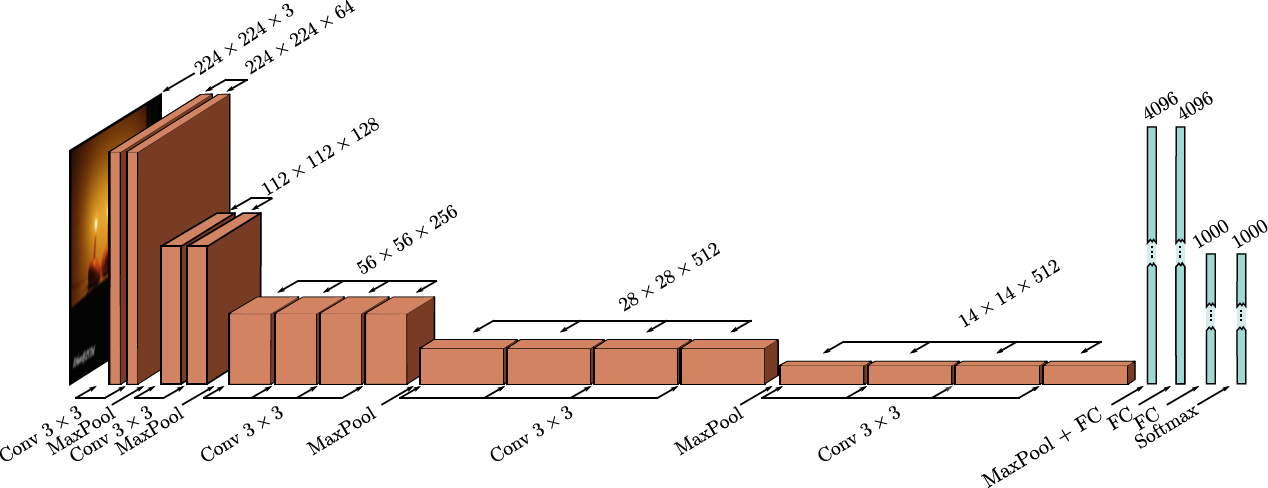 224 × 224 × 3
224 × 224 × 64
112 × 112 × 128
56 × 56 × 256
28 × 28 × 512
14 × 14 × 512
4096
4096
1000
1000
Conv 3 × 3
MaxPool
Conv 3 × 3
MaxPool
Conv 3 × 3
MaxPool
Conv 3 × 3
MaxPool
Conv 3 × 3
MaxPool + FC
FC
FC
Softmax